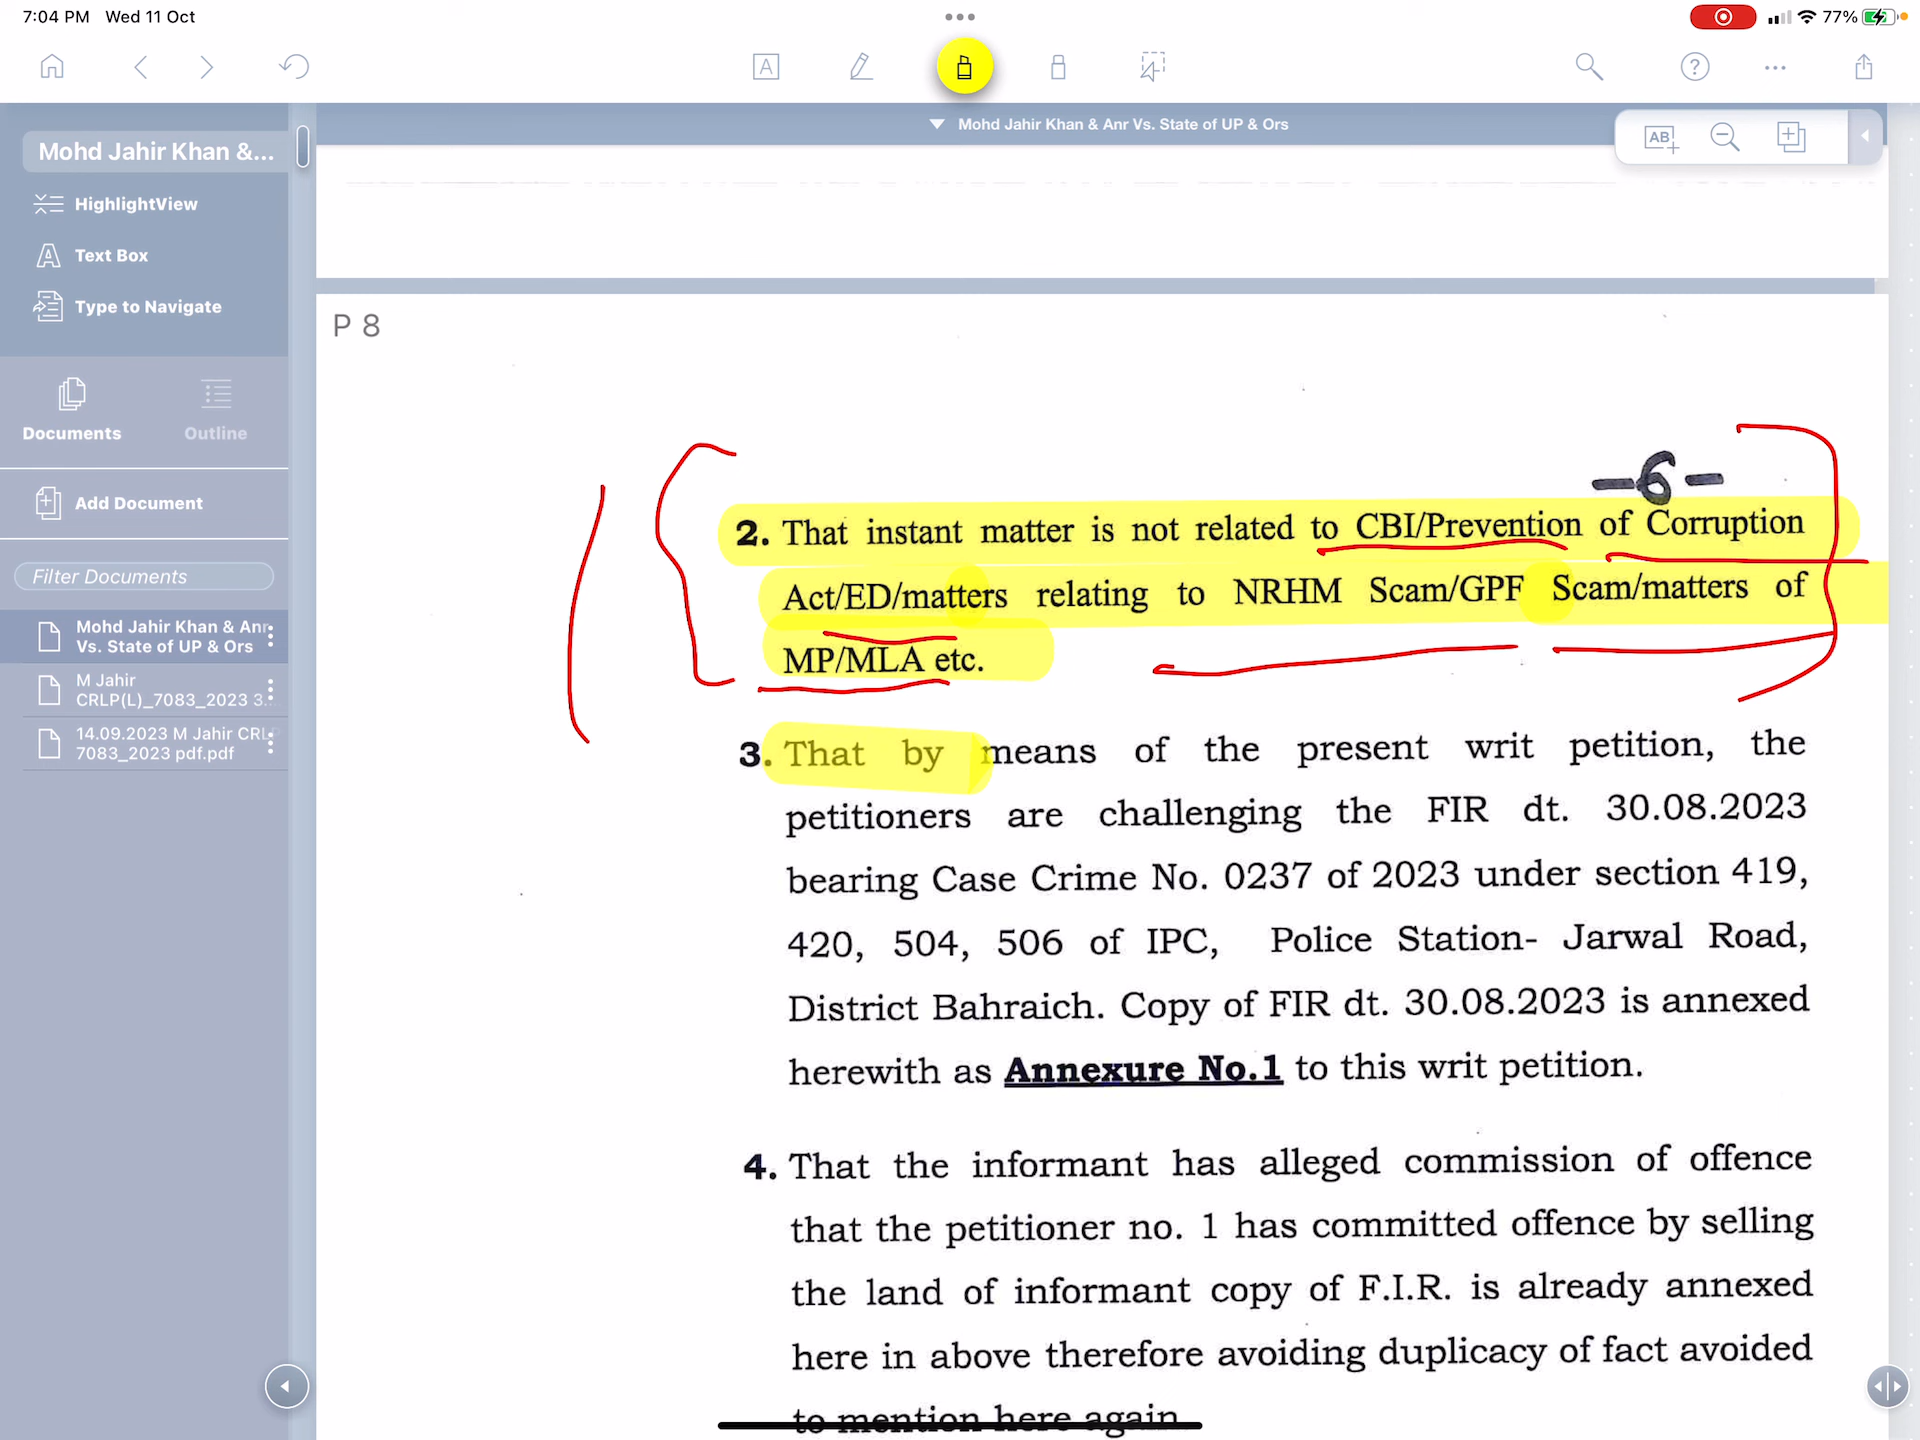 7:04 PM Wed 11 Oct
77%
Mohd Jahir Khan & Anr Vs. State of UP & Ors
Mohd Jahir Khan &...
HighlightView
Text Box
Type to Navigate
Documents
Outline
Add Document
Filter Documents
Mohd Jahir Khan & Anr
Vs. State of UP & Ors
M Jahir
CRLP(L)_7083_2023 3...
14.09.2023 M Jahir CRL
7083_2023 pdf.pdf
P 8
-6-
2. That instant matter is not related to CBI/Prevention of Corruption
Act/ED/matters relating to NRHM Scam/GPF Scam/matters of
MP/MLA etc.
3. That by means of the present writ petition, the
petitioners are challenging the FIR dt. 30.08.2023
bearing Case Crime No. 0237 of 2023 under section 419,
420, 504, 506 of IPC, Police Station- Jarwal Road,
District Bahraich. Copy of FIR dt. 30.08.2023 is annexed
herewith as Annexure No.1 to this writ petition.
4. That the informant has alleged commission of offence
that the petitioner no. 1 has committed offence by selling
the land of informant copy of F.I.R. is already annexed
here in above therefore avoiding duplicacy of fact avoided
to mention here again.